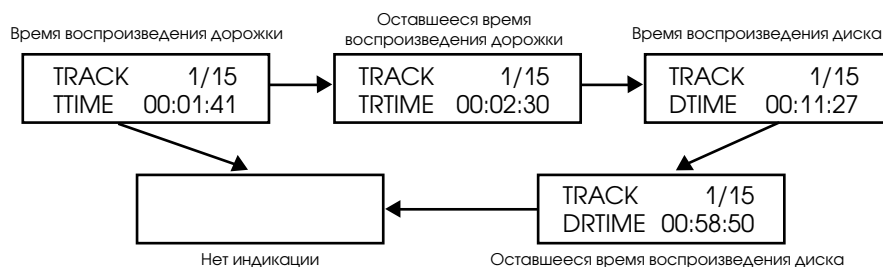 Время воспроизведения дорожки
TRACK 1/15
TTIME 00:01:41
Оставшееся время
воспроизведения дорожки
TRACK 1/15
TRTIME 00:02:30
Время воспроизведения диска
TRACK 1/15
DTIME 00:11:27
Нет индикации
TRACK 1/15
DRTIME 00:58:50
Оставшееся время воспроизведения диска